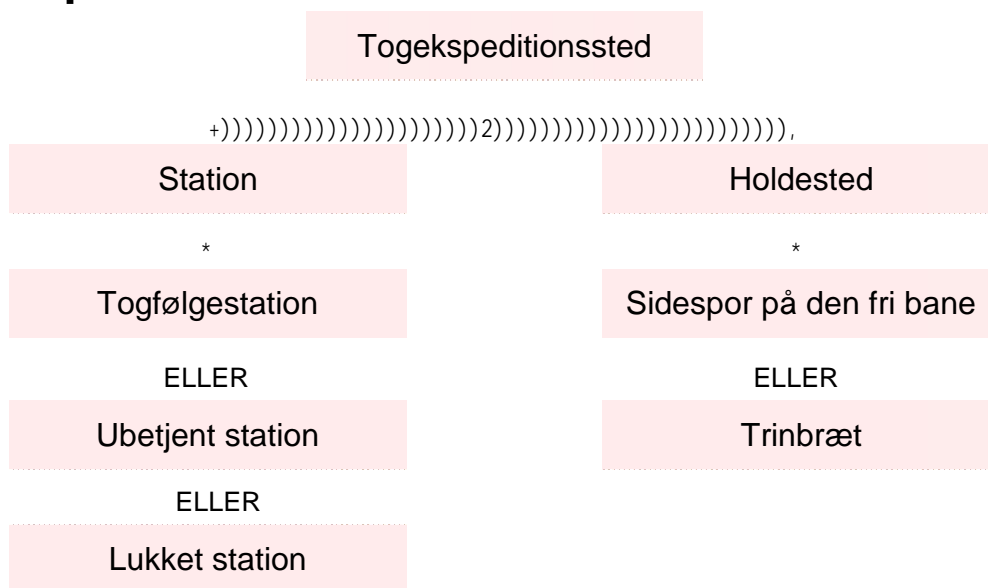 Togekspeditionssted
+)))))))))))))))))))))))2))))))))))))))))))))))))),
Station Holdested
* *
Togfølgestation Sidespor på den fri bane
ELLER ELLER
Ubetjent station Trinbræt
ELLER
Lukket station